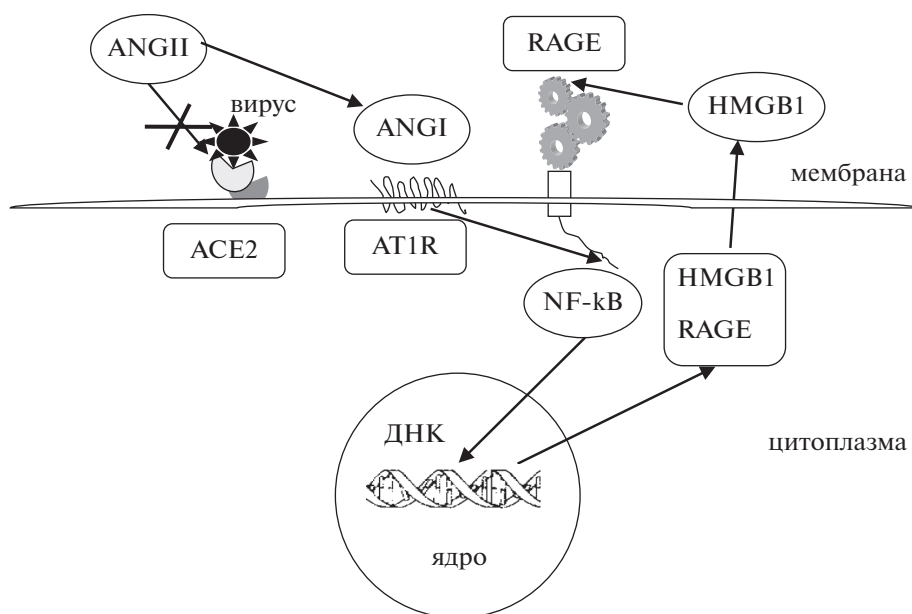 ANGII
RAGE
вирус
ANGI
HMGB1
мембрана
ACE2
AT1R
HMGB1
NF-kB
RAGE
ДНК
цитоплазма
ядро